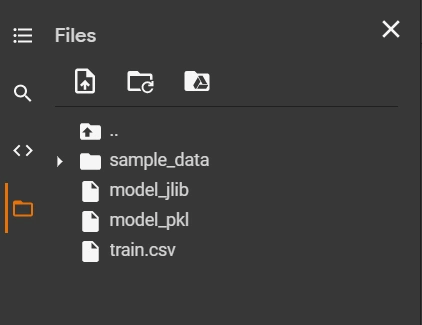 Files
..
sample_data
model_jlib
model_pkl
train.csv